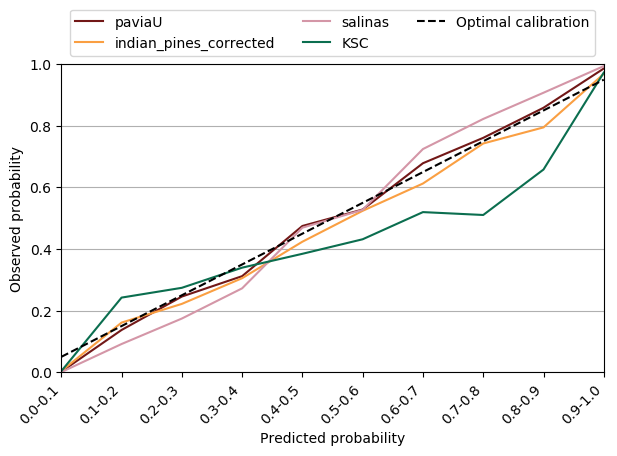 paviaU
indian_pines_corrected
salinas
KSC
Optimal calibration
Observed probability
1.0
0.8
0.6
0.4
0.2
0.0
0.0-0.1
0.1-0.2
0.2-0.3
0.3-0.4
0.4-0.5
0.5-0.6
0.6-0.7
0.7-0.8
0.8-0.9
0.9-1.0
Predicted probability